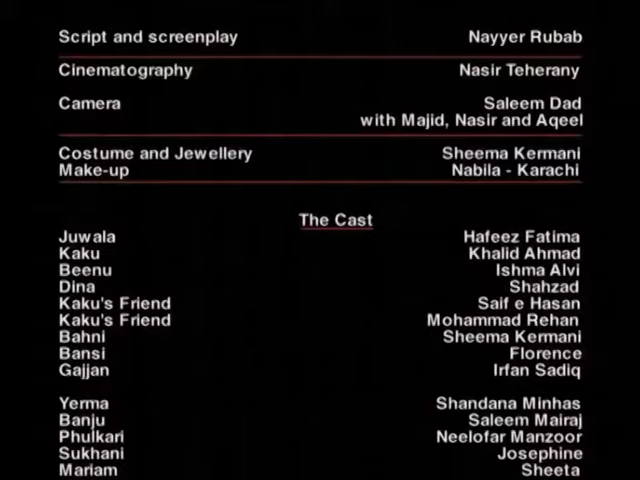 Script and screenplay Nayyer Rubab
Cinematography Nasir Teherany
Camera Saleem Dad
with Majid, Nasir and Aqeel
Costume and Jewellery Sheema Kermani
Make-up Nabila - Karachi
The Cast
Juwala Hafeez Fatima
Kaku Khalid Ahmad
Beenu Ishma Alvi
Dina Shahzad
Kaku's Friend Saif e Hasan
Kaku's Friend Mohammad Rehan
Bahni Sheema Kermani
Bansi Florence
Gajjan Irfan Sadiq
Yerma Shandana Minhas
Banju Saleem Mairaj
Phulkari Neelofar Manzoor
Sukhani Josephine
Mariam Sheeta